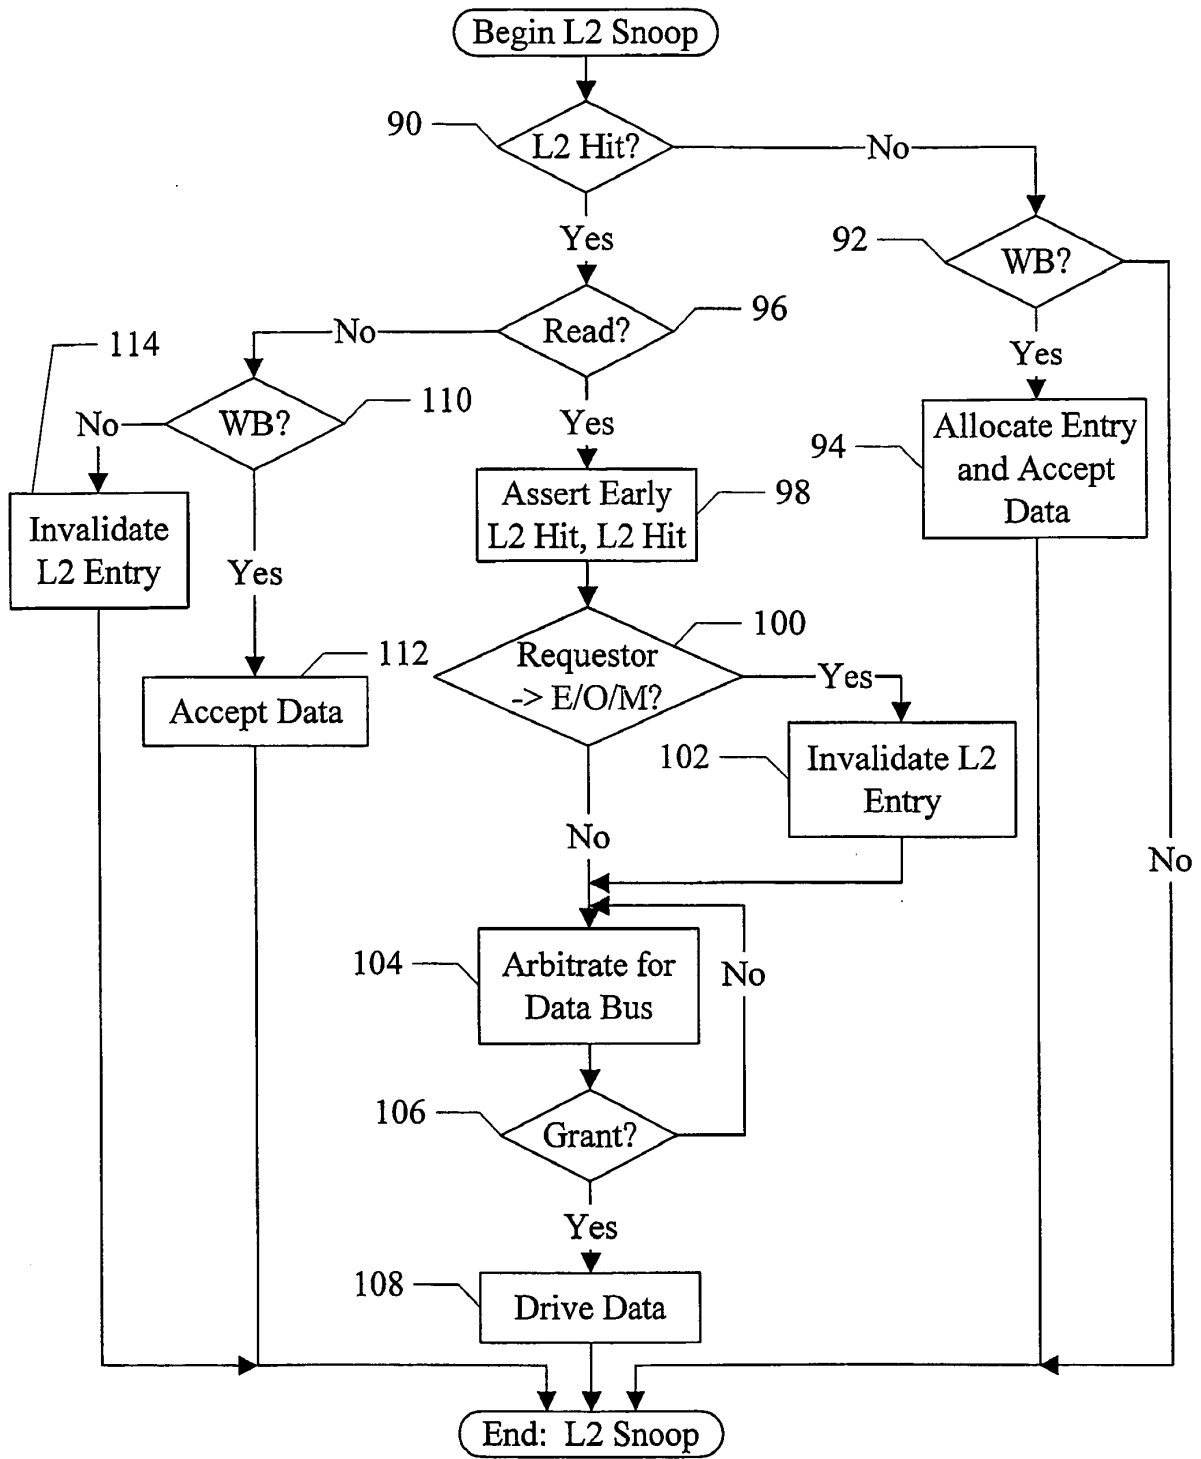 Begin L2 Snoop
90
L2 Hit?
No
Yes
92
WB?
96
Read?
No
114
110
WB?
No
Yes
Yes
No
94
Allocate Entry
and Accept
Data
98
Assert Early
L2 Hit, L2 Hit
Invalidate
L2 Entry
Yes
100
Requestor
-> E/O/M?
Yes
112
Accept Data
102
Invalidate L2
Entry
No
104
Arbitrate for
Data Bus
No
106
Grant?
Yes
108
Drive Data
End: L2 Snoop